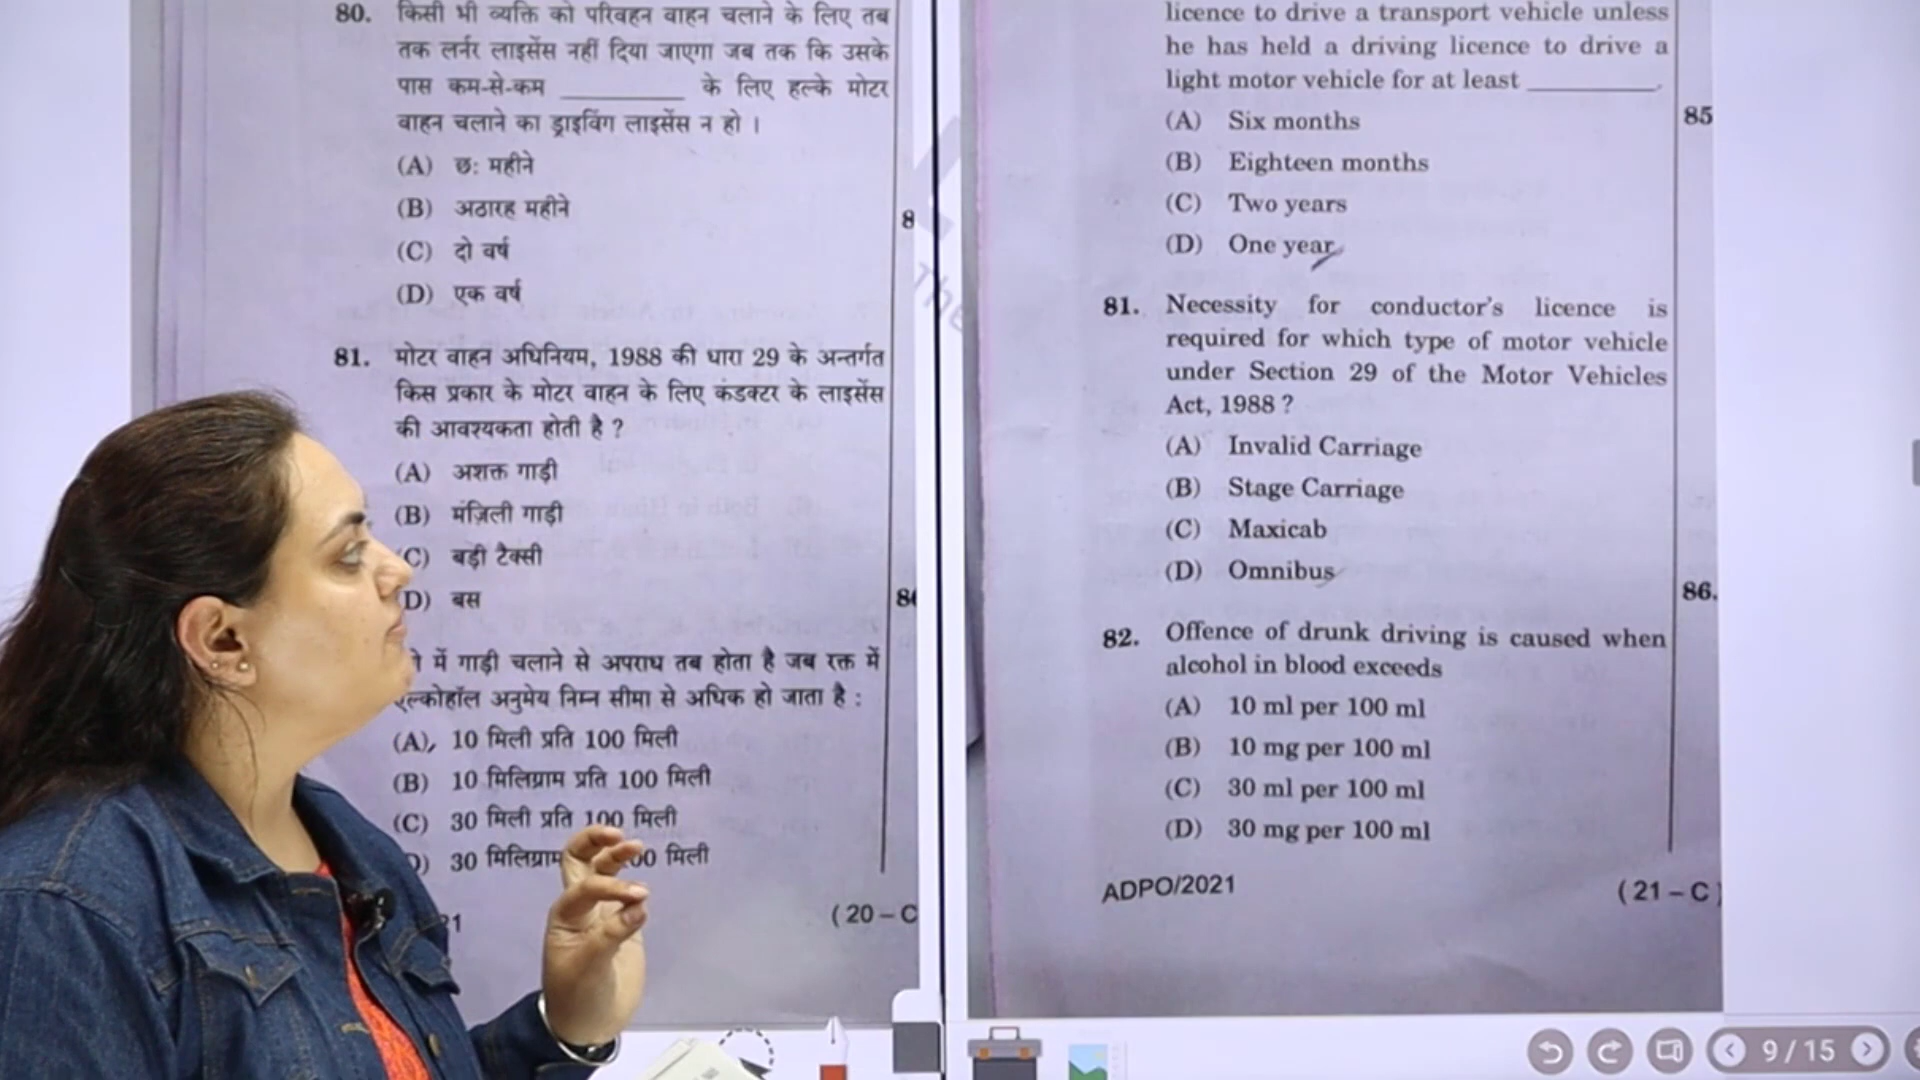 80. किसी भी व्यक्ति को परिवहन वाहन चलाने के लिए तब
तक लर्नर लाइसेंस नहीं दिया जाएगा जब तक कि उसके
पास कम-से-कम __________ के लिए हल्के मोटर
वाहन चलाने का ड्राइविंग लाइसेंस न हो ।
(A) छः महीने
(B) अठारह महीने
(C) दो वर्ष
(D) एक वर्ष
81. मोटर वाहन अधिनियम, 1988 की धारा 29 के अन्तर्गत
किस प्रकार के मोटर वाहन के लिए कंडक्टर के लाइसेंस
की आवश्यकता होती है ?
(A) अशक्त गाड़ी
(B) मंज़िली गाड़ी
C) बड़ी टैक्सी
D) बस
में गाड़ी चलाने से अपराध तब होता है जब रक्त में
एल्कोहॉल अनुमेय निम्न सीमा से अधिक हो जाता है :
(A) 10 मिली प्रति 100 मिली
(B) 10 मिलिग्राम प्रति 100 मिली
(C) 30 मिली प्रति 100 मिली
) 30 मिलिग्राम 00 मिली
21
( 20 – C
8
The
licence to drive a transport vehicle unless
he has held a driving licence to drive a
light motor vehicle for at least __________.
(A) Six months
(B) Eighteen months
(C) Two years
(D) One year
81. Necessity for conductor's licence is
required for which type of motor vehicle
under Section 29 of the Motor Vehicles
Act, 1988 ?
(A) Invalid Carriage
(B) Stage Carriage
(C) Maxicab
(D) Omnibus
82. Offence of drunk driving is caused when
alcohol in blood exceeds
(A) 10 ml per 100 ml
(B) 10 mg per 100 ml
(C) 30 ml per 100 ml
(D) 30 mg per 100 ml
ADPO/2021
( 21 – C )
85
86.
9 / 15